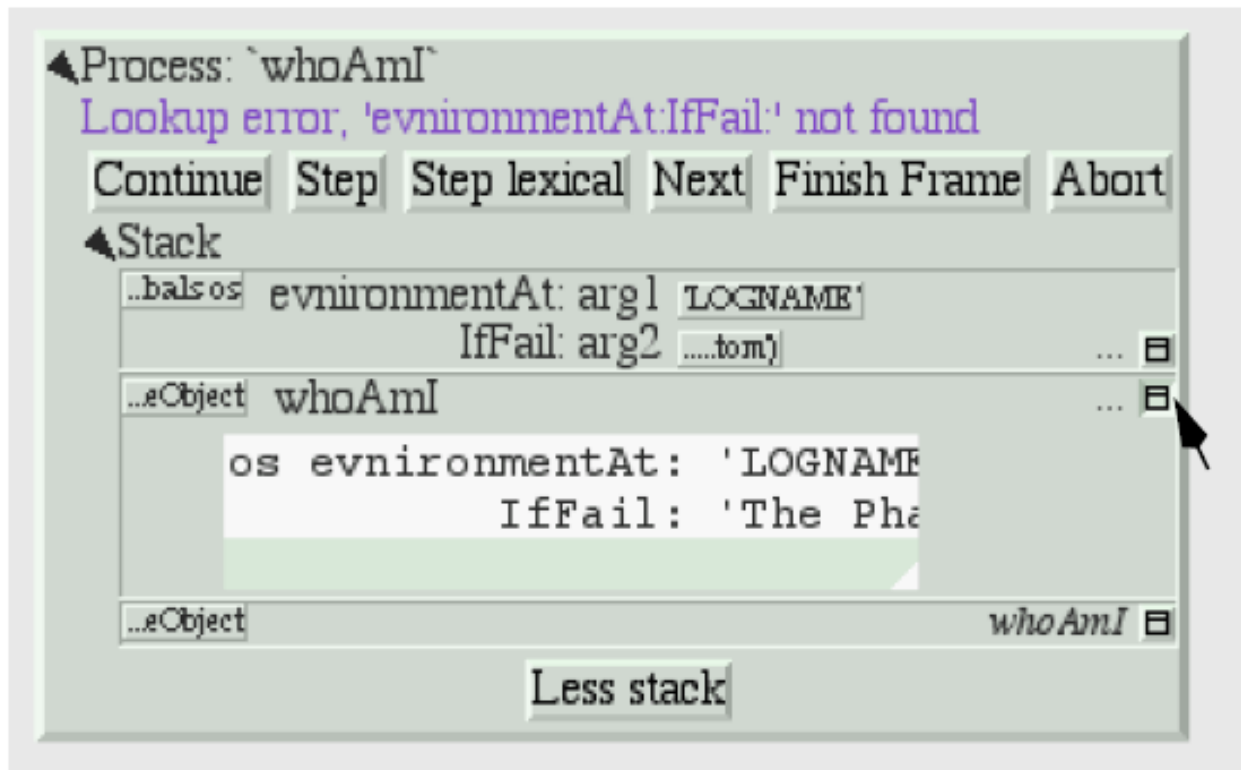 Process: `whoAmI`
Lookup error, 'evnironmentAt:IfFail:' not found
Continue Step Step lexical Next Finish Frame Abort
Stack
...bals os evnironmentAt: arg1 'LOGNAME'
IfFail: arg2 .....tom') ...
...eObject whoAmI ...
os evnironmentAt: 'LOGNAME
IfFail: 'The Pha
...eObject whoAmI
Less stack